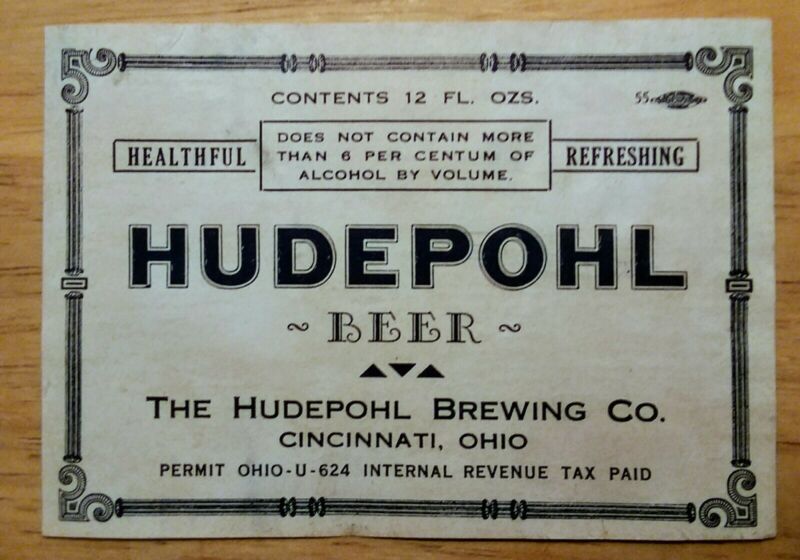 CONTENTS 12 FL. OZS.
55
HEALTHFUL
DOES NOT CONTAIN MORE
THAN 6 PER CENTUM OF
ALCOHOL BY VOLUME.
REFRESHING
HUDEPOHL
~ BEER ~
THE HUDEPOHL BREWING CO.
CINCINNATI, OHIO
PERMIT OHIO-U-624 INTERNAL REVENUE TAX PAID